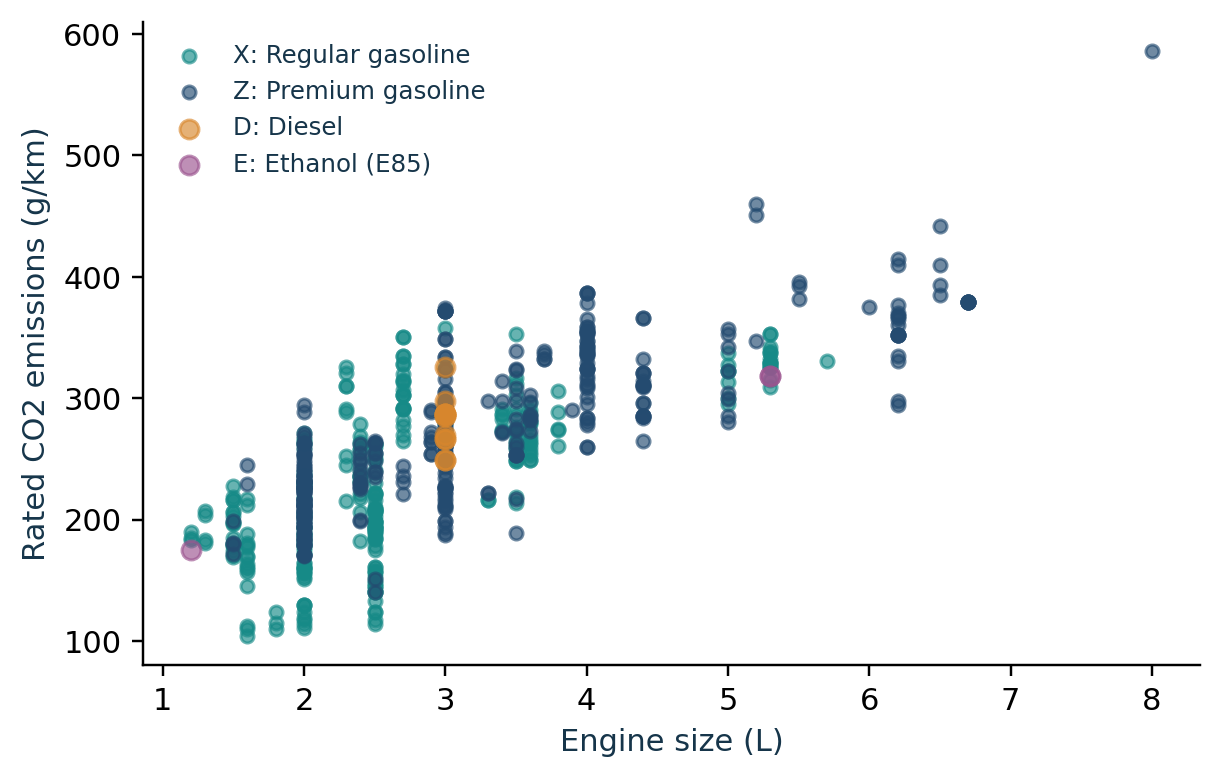 600
500
400
300
200
100
Rated CO2 emissions (g/km)
X: Regular gasoline
Z: Premium gasoline
D: Diesel
E: Ethanol (E85)
1 2 3 4 5 6 7 8
Engine size (L)